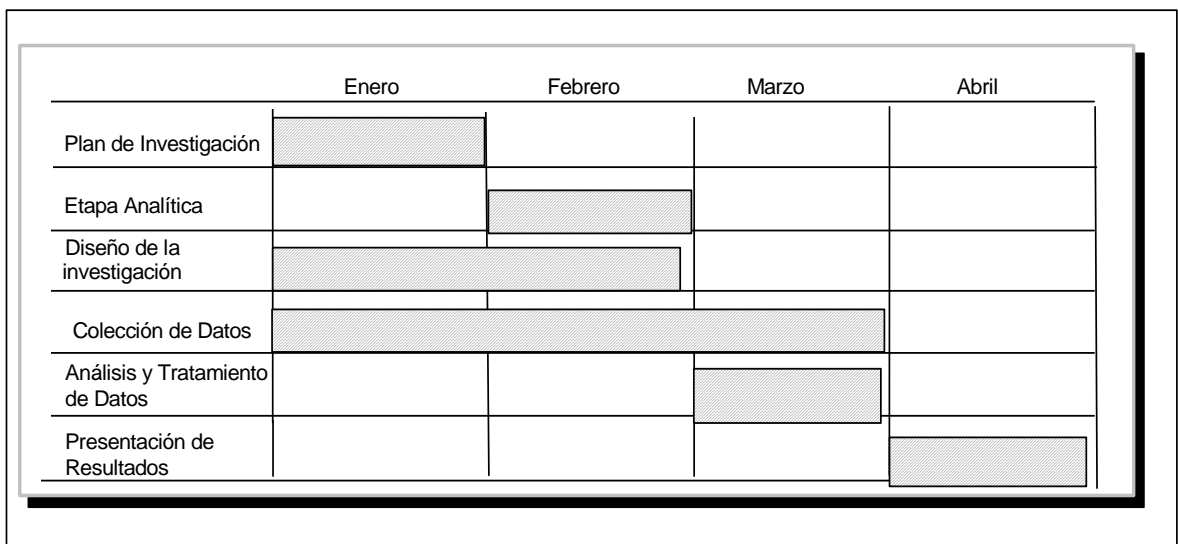 Enero Febrero Marzo Abril
Plan de Investigación
Etapa Analítica
Diseño de la
investigación
Colección de Datos
Análisis y Tratamiento
de Datos
Presentación de
Resultados